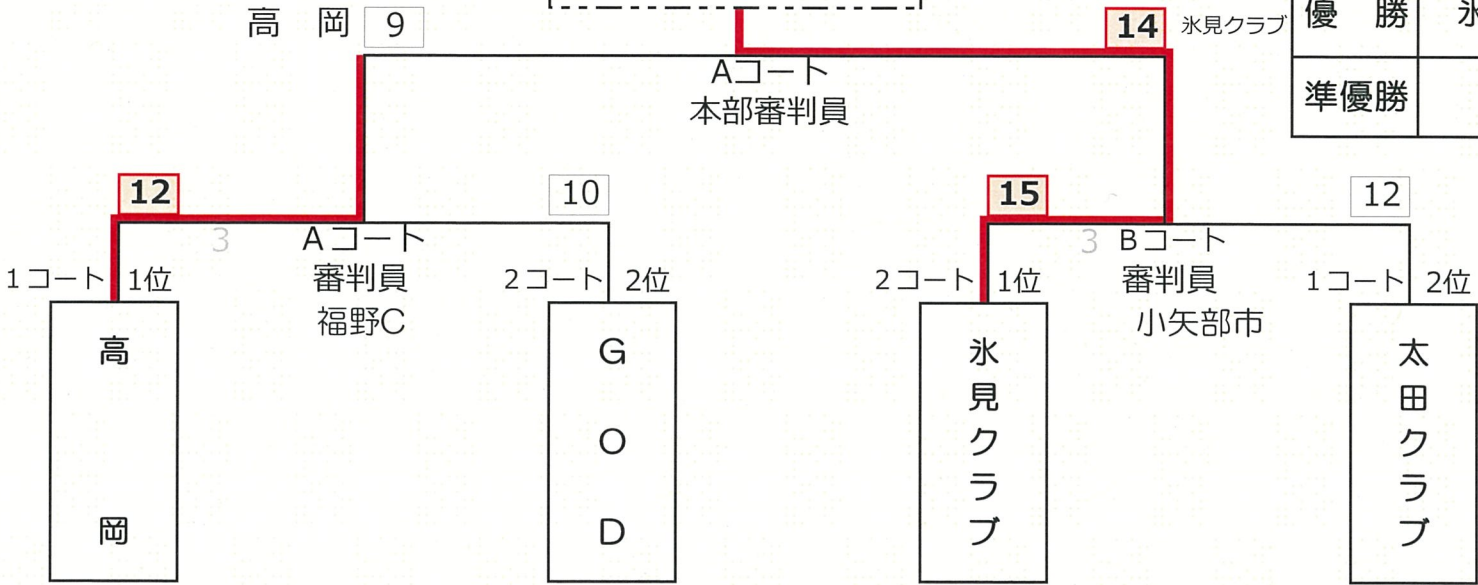 高 岡 9
14 氷見クラブ
優 勝 氷
準優勝
Aコート
本部審判員
12
10
15
12
3
Aコート
3
Bコート
1コート 1位
審判員
2コート 2位
2コート 1位
審判員
1コート 2位
福野C
小矢部市
高岡
GOD
氷見クラブ
太田クラブ